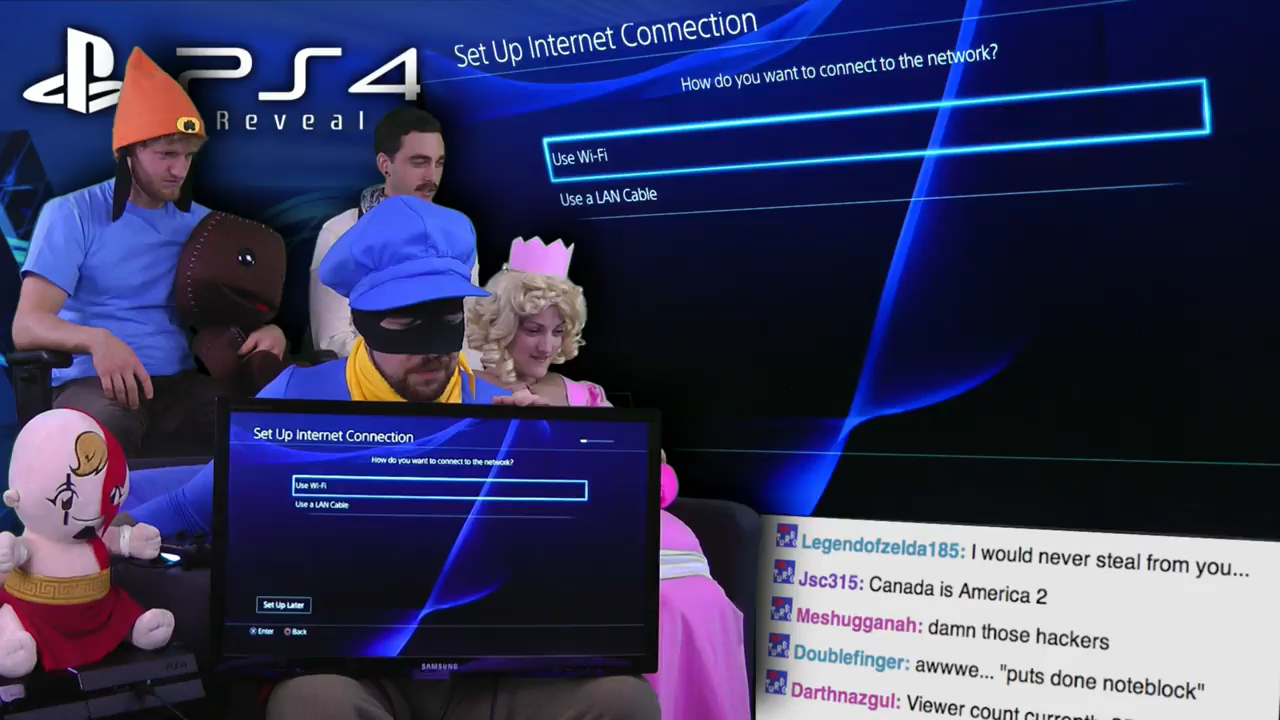 PS4
Reveal
Set Up Internet Connection
How do you want to connect to the network?
Use Wi-Fi
Use a LAN Cable
Set Up Internet Connection
How do you want to connect to the network?
Use Wi-Fi
Use a LAN Cable
Set Up Later
Enter Back
SAMSUNG
PS4
Legendofzelda185: I would never steal from you...
Jsc315: Canada is America 2
Meshugganah: damn those hackers
Doublefinger: awwwe... "puts done noteblock"
Darthnazgul: Viewer count